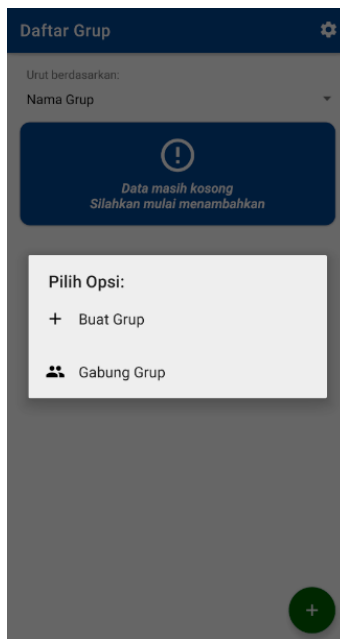 Daftar Grup
Urut berdasarkan:
Nama Grup
Data masih kosong
Silahkan mulai menambahkan
Pilih Opsi:
Buat Grup
Gabung Grup